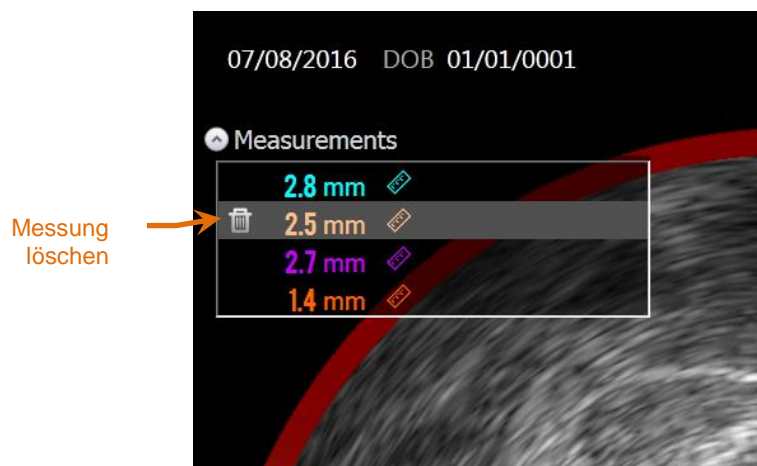 07/08/2016 DOB 01/01/0001
Measurements
2.8 mm
2.5 mm
2.7 mm
1.4 mm
Messung
löschen